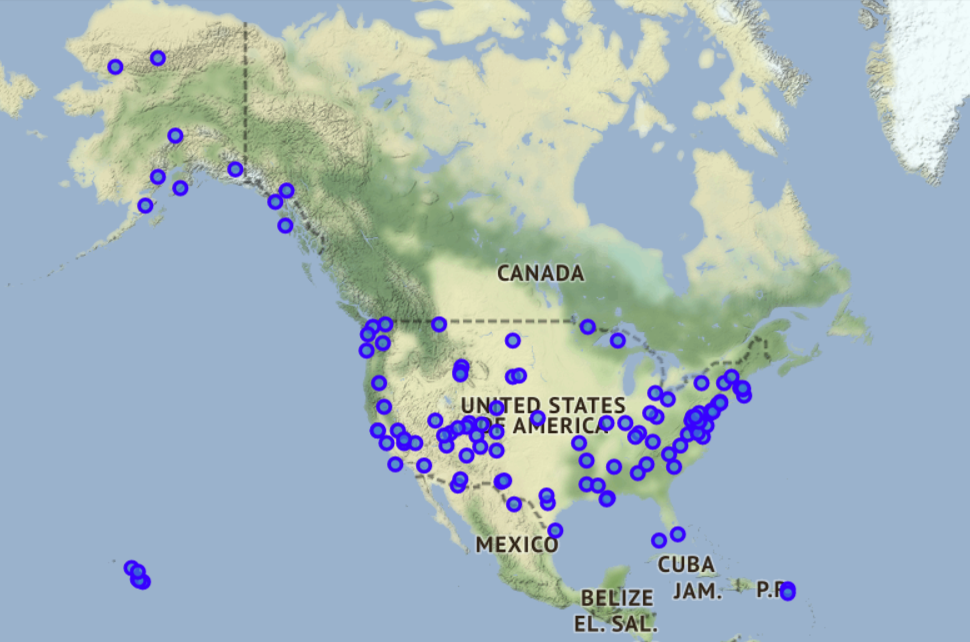 CANADA
UNITED STATES
OF AMERICA
MEXICO
CUBA
JAM.
P.R
BELIZE
EL. SAL.